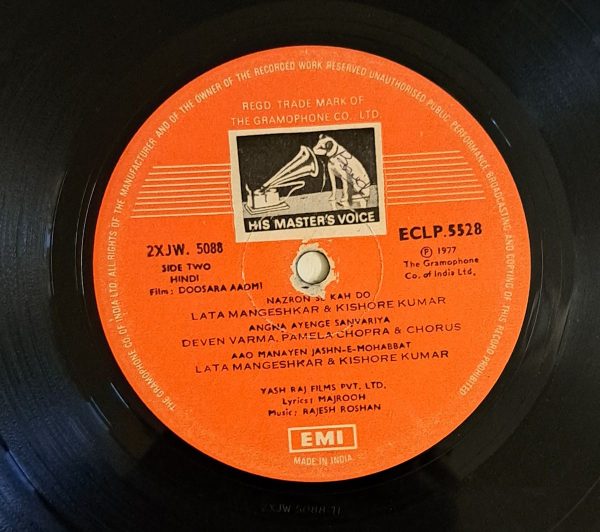 THE GRAMOPHONE CO. OF INDIA LTD. ALL RIGHTS OF THE MANUFACTURER AND OF THE OWNER OF THE RECORDED WORK RESERVED UNAUTHORISED PUBLIC PERFORMANCE BROADCASTING AND COPYING OF THIS RECORD PROHIBITED
REGD. TRADE MARK OF
THE GRAMOPHONE CO., LTD.
HIS MASTER'S VOICE
2XJW. 5088
SIDE TWO
HINDI
Film: DOOSARA AADMI
ECLP.5528
Ⓟ 1977
The Gramophone
Co. of India Ltd.
NAZRON SE KAH DO
LATA MANGESHKAR & KISHORE KUMAR
ANGNA AYENGE SANVARIYA
DEVEN VARMA, PAMELA CHOPRA & CHORUS
AAO MANAYEN JASHN-E-MOHABBAT
LATA MANGESHKAR & KISHORE KUMAR
YASH RAJ FILMS PVT. LTD.
Lyrics: MAJROOH
Music: RAJESH ROSHAN
EMI
MADE IN INDIA
2XJW 5088